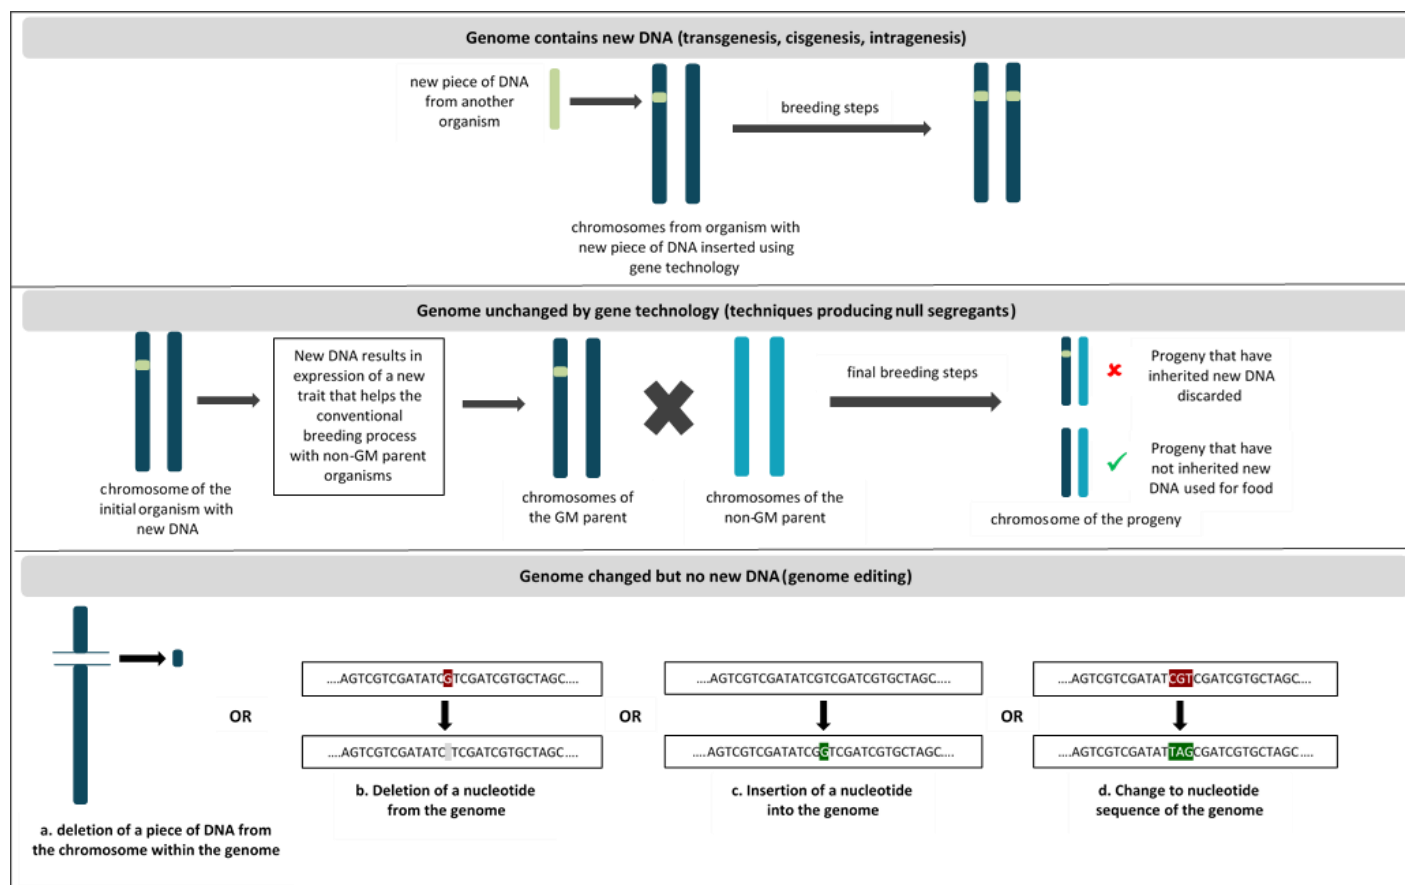 Genome contains new DNA (transgenesis, cisgenesis, intragenesis)
new piece of DNA
from another
organism
breeding steps
chromosomes from organism with
new piece of DNA inserted using
gene technology
Genome unchanged by gene technology (techniques producing null segregants)
New DNA results in
expression of a new
trait that helps the
conventional
breeding process
with non-GM parent
organisms
chromosome of the
initial organism with
new DNA
chromosomes of
the GM parent
chromosomes of the
non-GM parent
final breeding steps
Progeny that have
inherited new DNA
discarded
Progeny that have
not inherited new
DNA used for food
chromosome of the progeny
Genome changed but no new DNA (genome editing)
a. deletion of a piece of DNA from
the chromosome within the genome
OR
....AGTCGTCGATATCGTCGATCGTGCTAGC....
....AGTCGTCGATATC TCGATCGTGCTAGC....
b. Deletion of a nucleotide
from the genome
OR
....AGTCGTCGATATCGTCGATCGTGCTAGC....
....AGTCGTCGATATCGGTCGATCGTGCTAGC....
c. Insertion of a nucleotide
into the genome
OR
....AGTCGTCGATATCGTCGATCGTGCTAGC....
....AGTCGTCGATATTAGCGATCGTGCTAGC....
d. Change to nucleotide
sequence of the genome